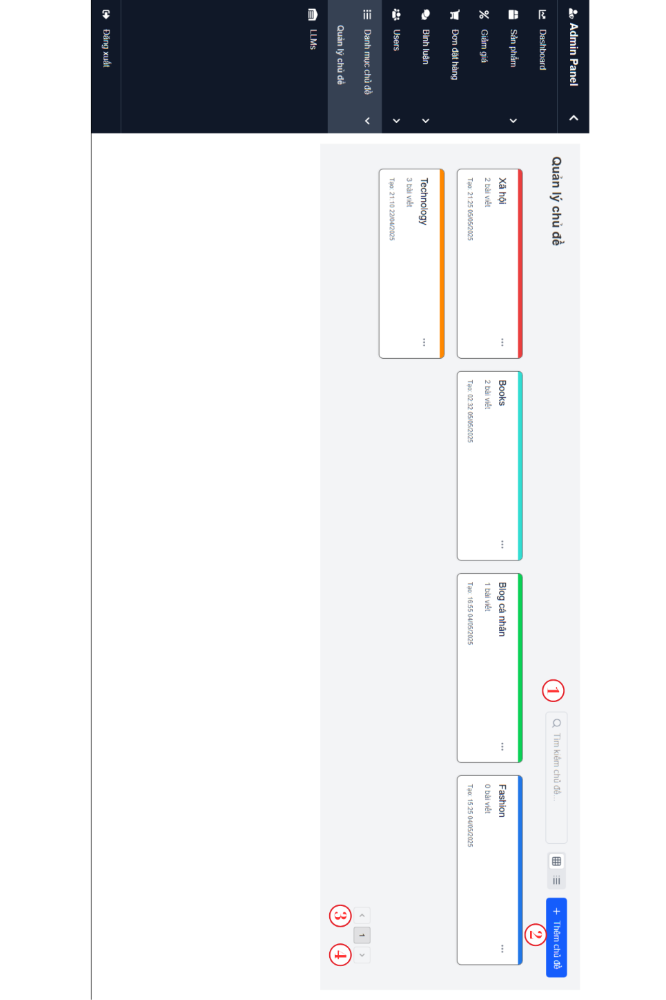 Admin Panel
Dashboard
Sản phẩm
Giảm giá
Đơn đặt hàng
Bình luận
Users
Danh mục chủ đề
Quản lý chủ đề
LLMs
Đăng xuất
Quản lý chủ đề
1
Tìm kiếm chủ đề...
+ Thêm chủ đề
2
Xã hội
2 bài viết
Tạo: 21:25 05/05/2025
Books
2 bài viết
Tạo: 02:32 05/05/2025
Blog cá nhân
1 bài viết
Tạo: 16:55 04/05/2025
Fashion
0 bài viết
Tạo: 15:25 04/05/2025
Technology
3 bài viết
Tạo: 21:10 22/04/2025
1
3
4